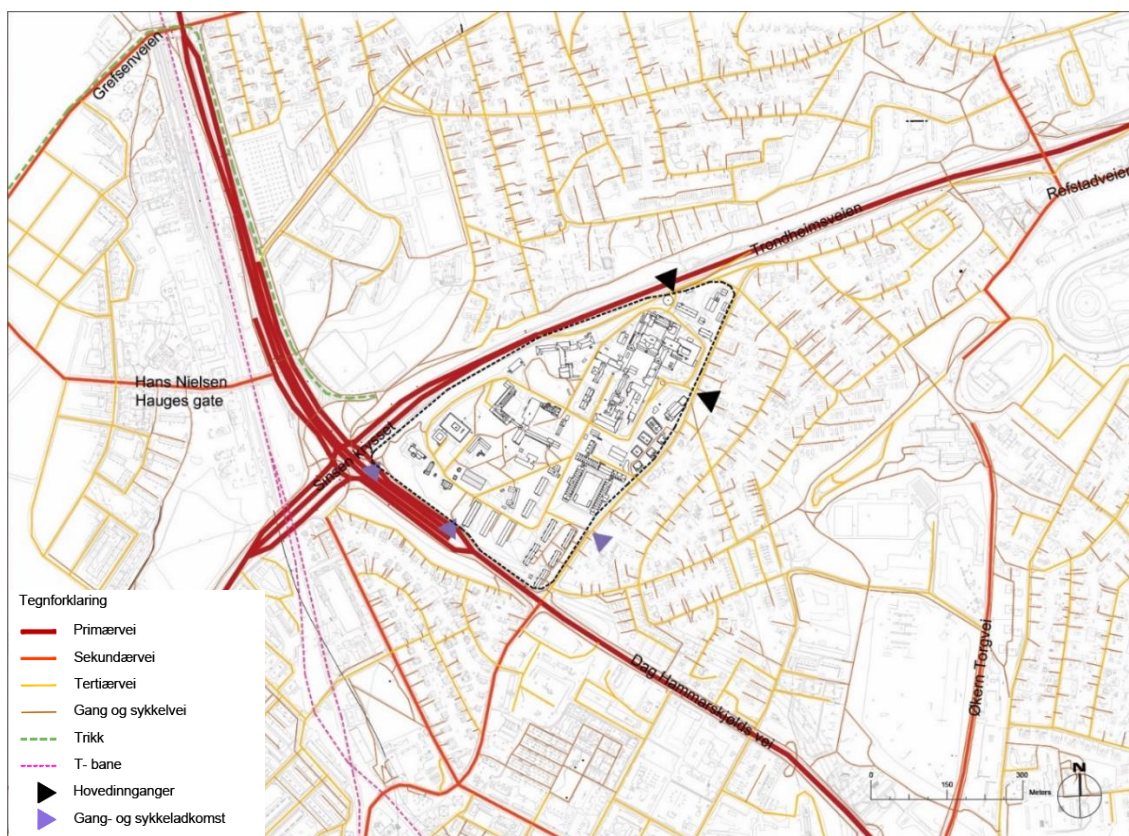 Grefsenveien
Refstadveien
Trondheimsveien
Hans Nielsen
Hauges gate
Sinsen krysset
Dag Hammarskjølds vei
Økern Torgvei
Tegnforklaring
Primærvei
Sekundærvei
Tertiærvei
Gang og sykkelvei
Trikk
T- bane
Hovedinnganger
Gang- og sykkeladkomst
0 150 300
Meters
N